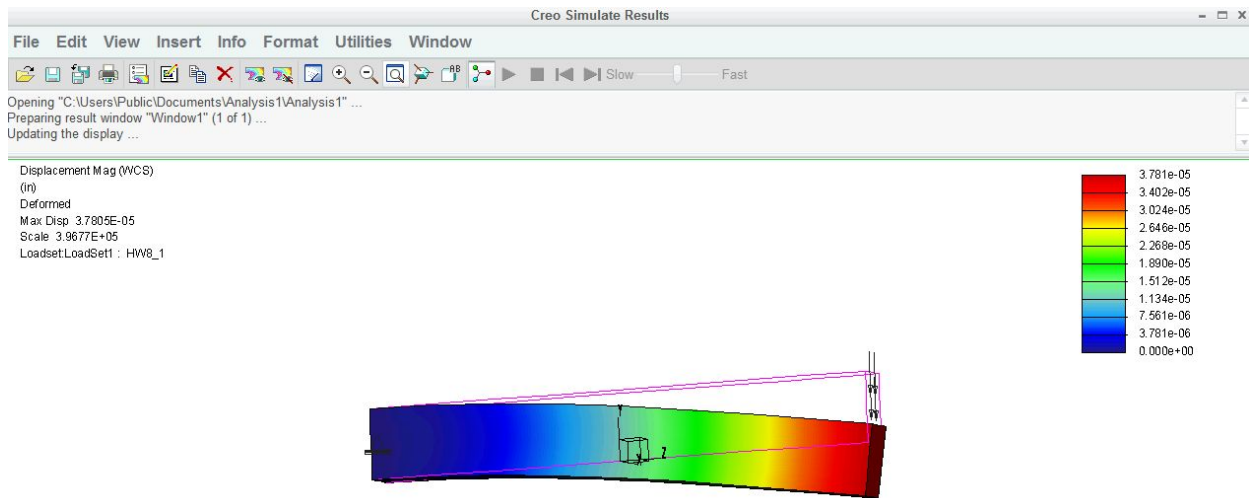 Creo Simulate Results
File Edit View Insert Info Format Utilities Window
AB
Slow Fast
Opening "C:\Users\Public\Documents\Analysis1\Analysis1" ...
Preparing result window "Window1" (1 of 1) ...
Updating the display ...
Displacement Mag (WCS)
(in)
Deformed
Max Disp 3.7805E-05
Scale 3.9677E+05
Loadset:LoadSet1 : HW8_1
3.781e-05
3.402e-05
3.024e-05
2.646e-05
2.268e-05
1.890e-05
1.512e-05
1.134e-05
7.561e-06
3.781e-06
0.000e+00
Z